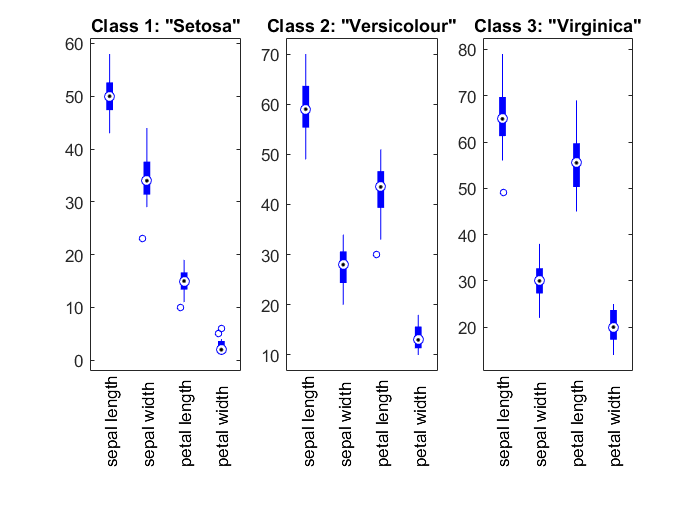 Class 1: "Setosa"
60
50
40
30
20
10
0
sepal length
sepal width
petal length
petal width
Class 2: "Versicolour"
70
60
50
40
30
20
10
sepal length
sepal width
petal length
petal width
Class 3: "Virginica"
80
70
60
50
40
30
20
sepal length
sepal width
petal length
petal width